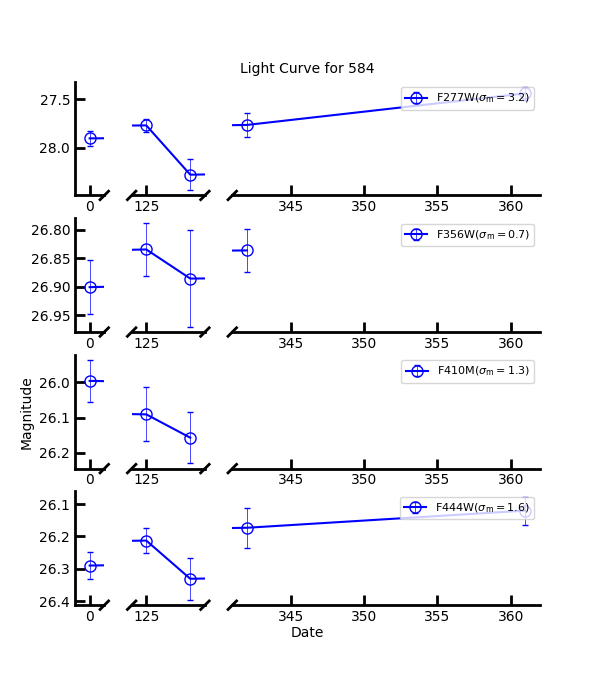 Light Curve for 584
27.5
28.0
F277W(σm = 3.2)
0 125 345 350 355 360
26.80
26.85
26.90
26.95
F356W(σm = 0.7)
0 125 345 350 355 360
26.0
26.1
26.2
F410M(σm = 1.3)
0 125 345 350 355 360
26.1
26.2
26.3
26.4
F444W(σm = 1.6)
0 125 345 350 355 360
Magnitude
Date